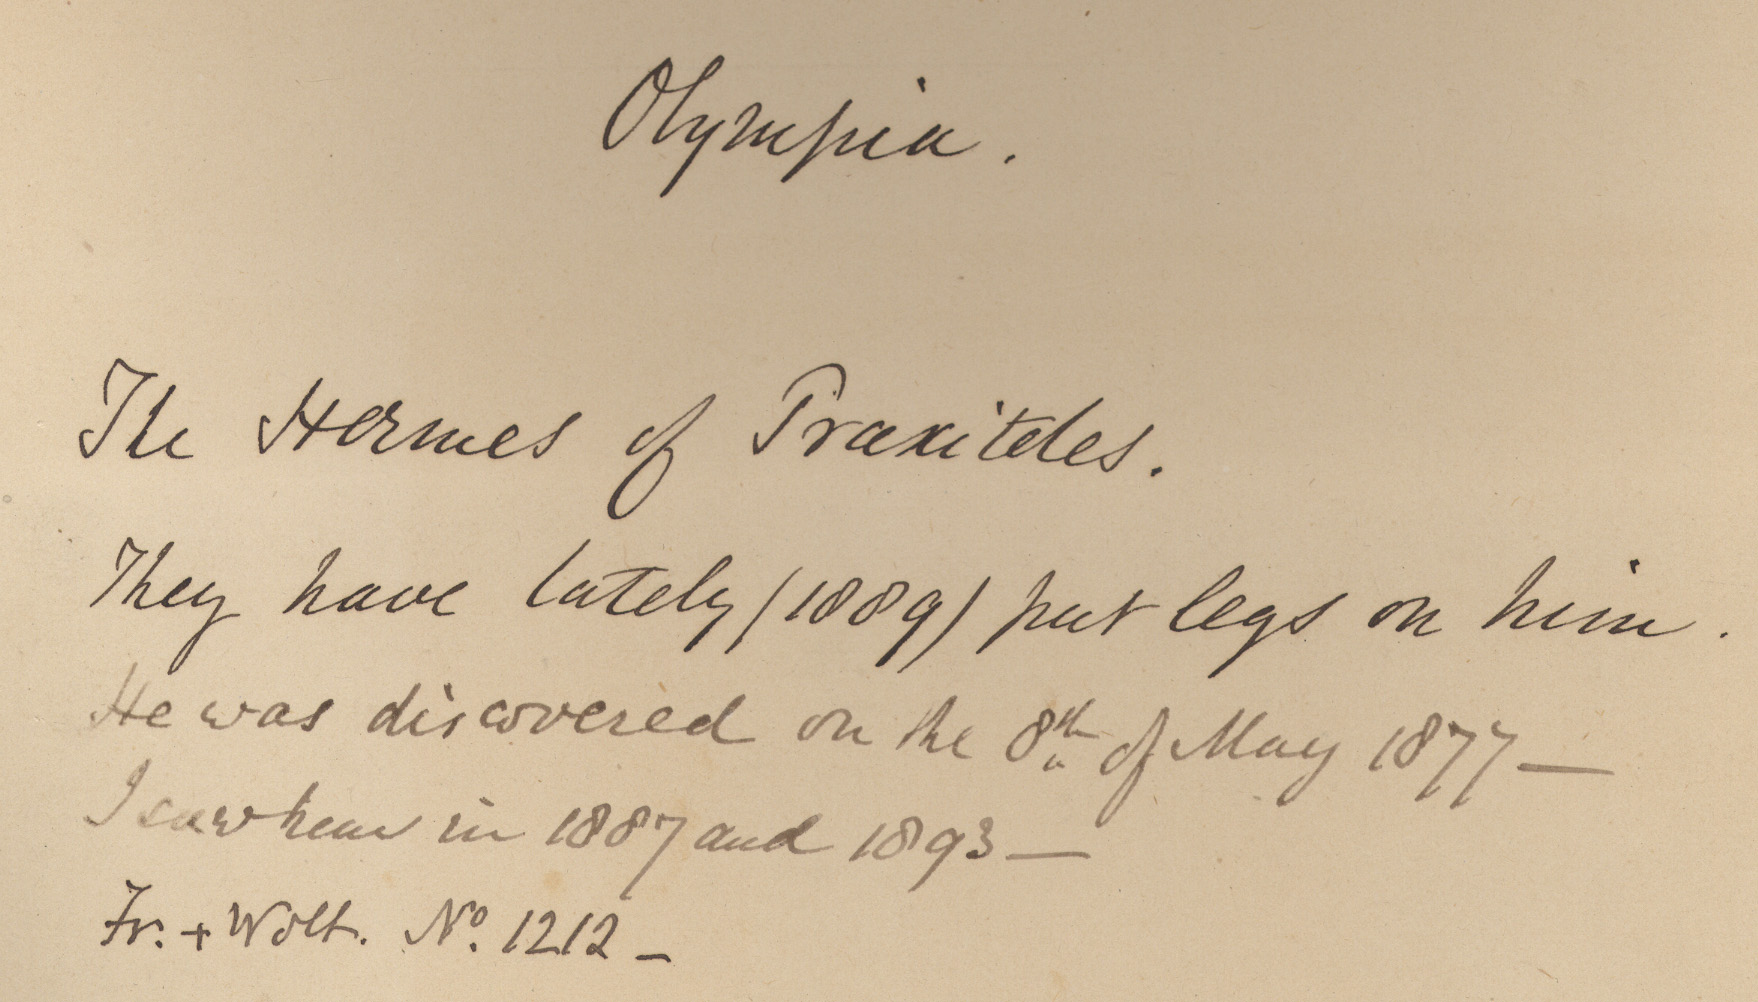 Olympia.
The Hermes of Praxiteles.
They have lately (1889) put legs on him.
He was discovered on the 8th of May 1877 —
I saw him in 1887 and 1893 —
Fr. + Wolt. No. 1212 —